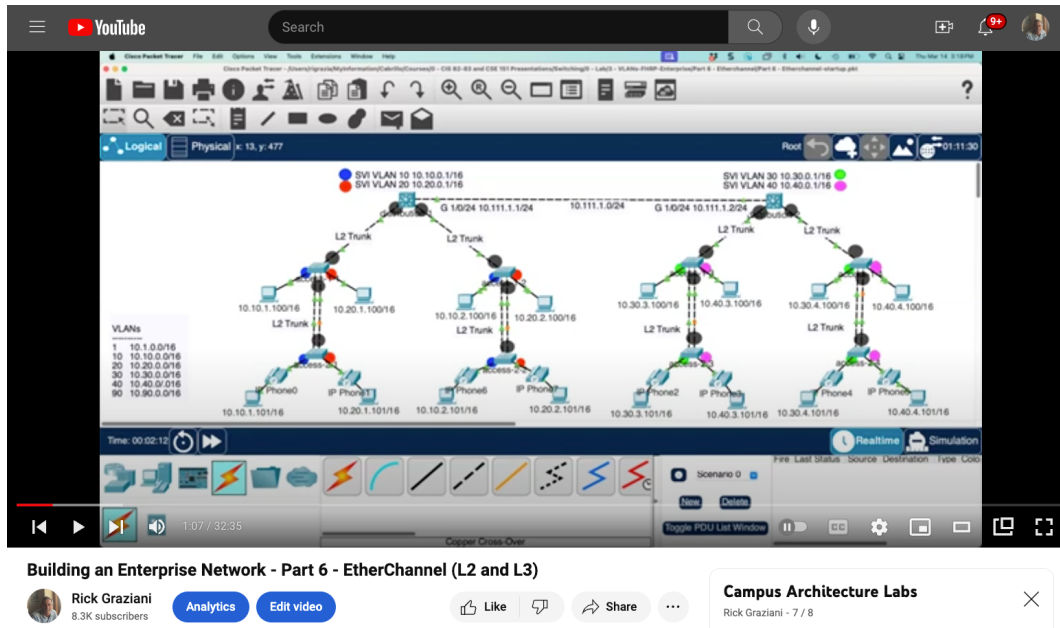 YouTube
Search
9+
Cisco Packet Tracer File Edit Options View Tools Extensions Window Help
Thu Mar 14 3:18PM
Logical
Physical x: 13, y: 477
Root
01:11:30
SVI VLAN 10 10.10.0.1/16
SVI VLAN 20 10.20.0.1/16
SVI VLAN 30 10.30.0.1/16
SVI VLAN 40 10.40.0.1/16
G 1/0/24 10.111.1.1/24
10.111.1.0/24
G 1/0/24 10.111.1.2/24
L2 Trunk
L2 Trunk
L2 Trunk
L2 Trunk
10.10.1.100/16
10.20.1.100/16
10.10.2.100/16
10.20.2.100/16
10.30.3.100/16
10.40.3.100/16
10.30.4.100/16
10.40.4.100/16
L2 Trunk
L2 Trunk
L2 Trunk
L2 Trunk
VLANs
1 10.1.0.0/16
10 10.10.0.0/16
20 10.20.0.0/16
30 10.30.0.0/16
40 10.40.0/.016
90 10.90.0.0/16
IP Phone0
IP Phone1
IP Phone6
IP Phone2
Phone4
10.10.1.101/16
10.20.1.101/16
10.10.2.101/16
10.20.2.101/16
10.30.3.101/16
10.40.3.101/16
10.30.4.101/16
10.40.4.101/16
Time: 00:02:12
Realtime
Simulation
Scenario 0
Fire Last Status Source Destination Type Colo
New
Delete
Toggle PDU List Window
Copper Cross-Over
1:07 / 32:35
CC
Building an Enterprise Network - Part 6 - EtherChannel (L2 and L3)
Rick Graziani
8.3K subscribers
Analytics
Edit video
Like
Share
Campus Architecture Labs
Rick Graziani - 7 / 8